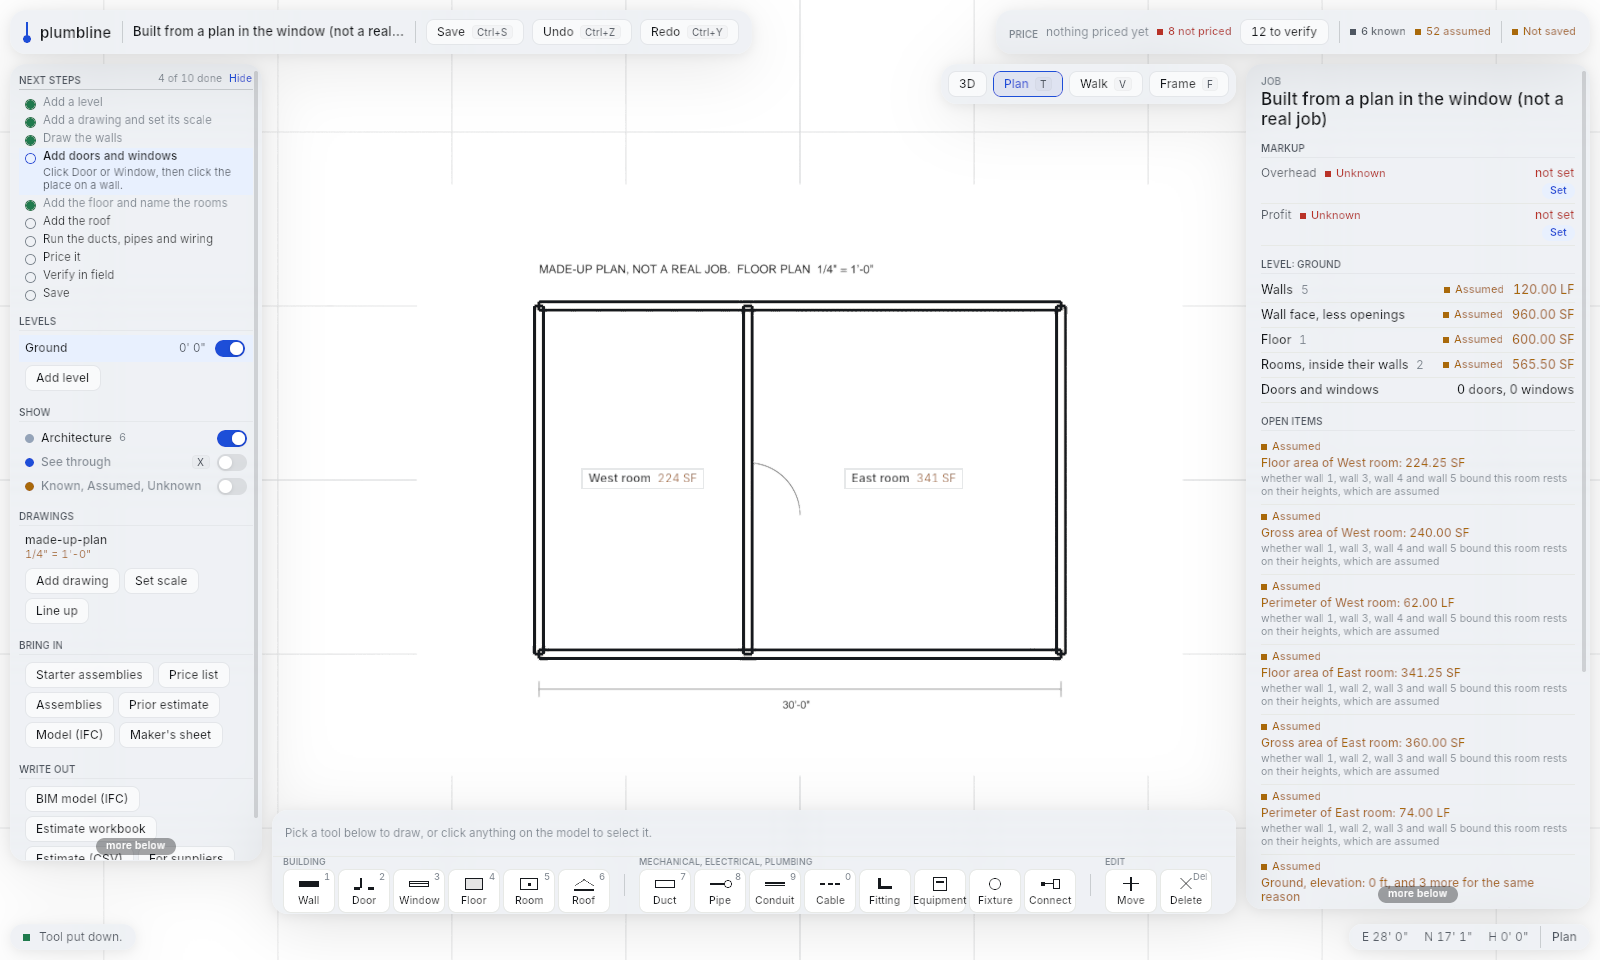 plumbline
Built from a plan in the window (not a real...
Save Ctrl+S
Undo Ctrl+Z
Redo Ctrl+Y
PRICE nothing priced yet 8 not priced 12 to verify 6 known 52 assumed Not saved
3D
Plan T
Walk V
Frame F
NEXT STEPS 4 of 10 done Hide
Add a level
Add a drawing and set its scale
Draw the walls
Add doors and windows
Click Door or Window, then click the
place on a wall.
Add the floor and name the rooms
Add the roof
Run the ducts, pipes and wiring
Price it
Verify in field
Save
LEVELS
Ground 0' 0"
Add level
SHOW
Architecture 6
See through X
Known, Assumed, Unknown
DRAWINGS
made-up-plan
1/4" = 1'-0"
Add drawing Set scale
Line up
BRING IN
Starter assemblies Price list
Assemblies Prior estimate
Model (IFC) Maker's sheet
WRITE OUT
BIM model (IFC)
Estimate workbook
more below
Estimate (CSV) For suppliers
Tool put down.
MADE-UP PLAN, NOT A REAL JOB. FLOOR PLAN 1/4" = 1'-0"
West room 224 SF
East room 341 SF
30'-0"
Pick a tool below to draw, or click anything on the model to select it.
BUILDING
Wall 1
Door 2
Window 3
Floor 4
Room 5
Roof 6
MECHANICAL, ELECTRICAL, PLUMBING
Duct 7
Pipe 8
Conduit 9
Cable 0
Fitting
Equipment
Fixture
Connect
EDIT
Move
Delete Del
JOB
Built from a plan in the window (not a
real job)
MARKUP
Overhead Unknown not set
Set
Profit Unknown not set
Set
LEVEL: GROUND
Walls 5 Assumed 120.00 LF
Wall face, less openings Assumed 960.00 SF
Floor 1 Assumed 600.00 SF
Rooms, inside their walls 2 Assumed 565.50 SF
Doors and windows 0 doors, 0 windows
OPEN ITEMS
Assumed
Floor area of West room: 224.25 SF
whether wall 1, wall 3, wall 4 and wall 5 bound this room rests
on their heights, which are assumed
Assumed
Gross area of West room: 240.00 SF
whether wall 1, wall 3, wall 4 and wall 5 bound this room rests
on their heights, which are assumed
Assumed
Perimeter of West room: 62.00 LF
whether wall 1, wall 3, wall 4 and wall 5 bound this room rests
on their heights, which are assumed
Assumed
Floor area of East room: 341.25 SF
whether wall 1, wall 2, wall 3 and wall 5 bound this room rests
on their heights, which are assumed
Assumed
Gross area of East room: 360.00 SF
whether wall 1, wall 2, wall 3 and wall 5 bound this room rests
on their heights, which are assumed
Assumed
Perimeter of East room: 74.00 LF
whether wall 1, wall 2, wall 3 and wall 5 bound this room rests
on their heights, which are assumed
Assumed
Ground, elevation: 0 ft, and 3 more for the same
reason
more below
E 28' 0" N 17' 1" H 0' 0" Plan